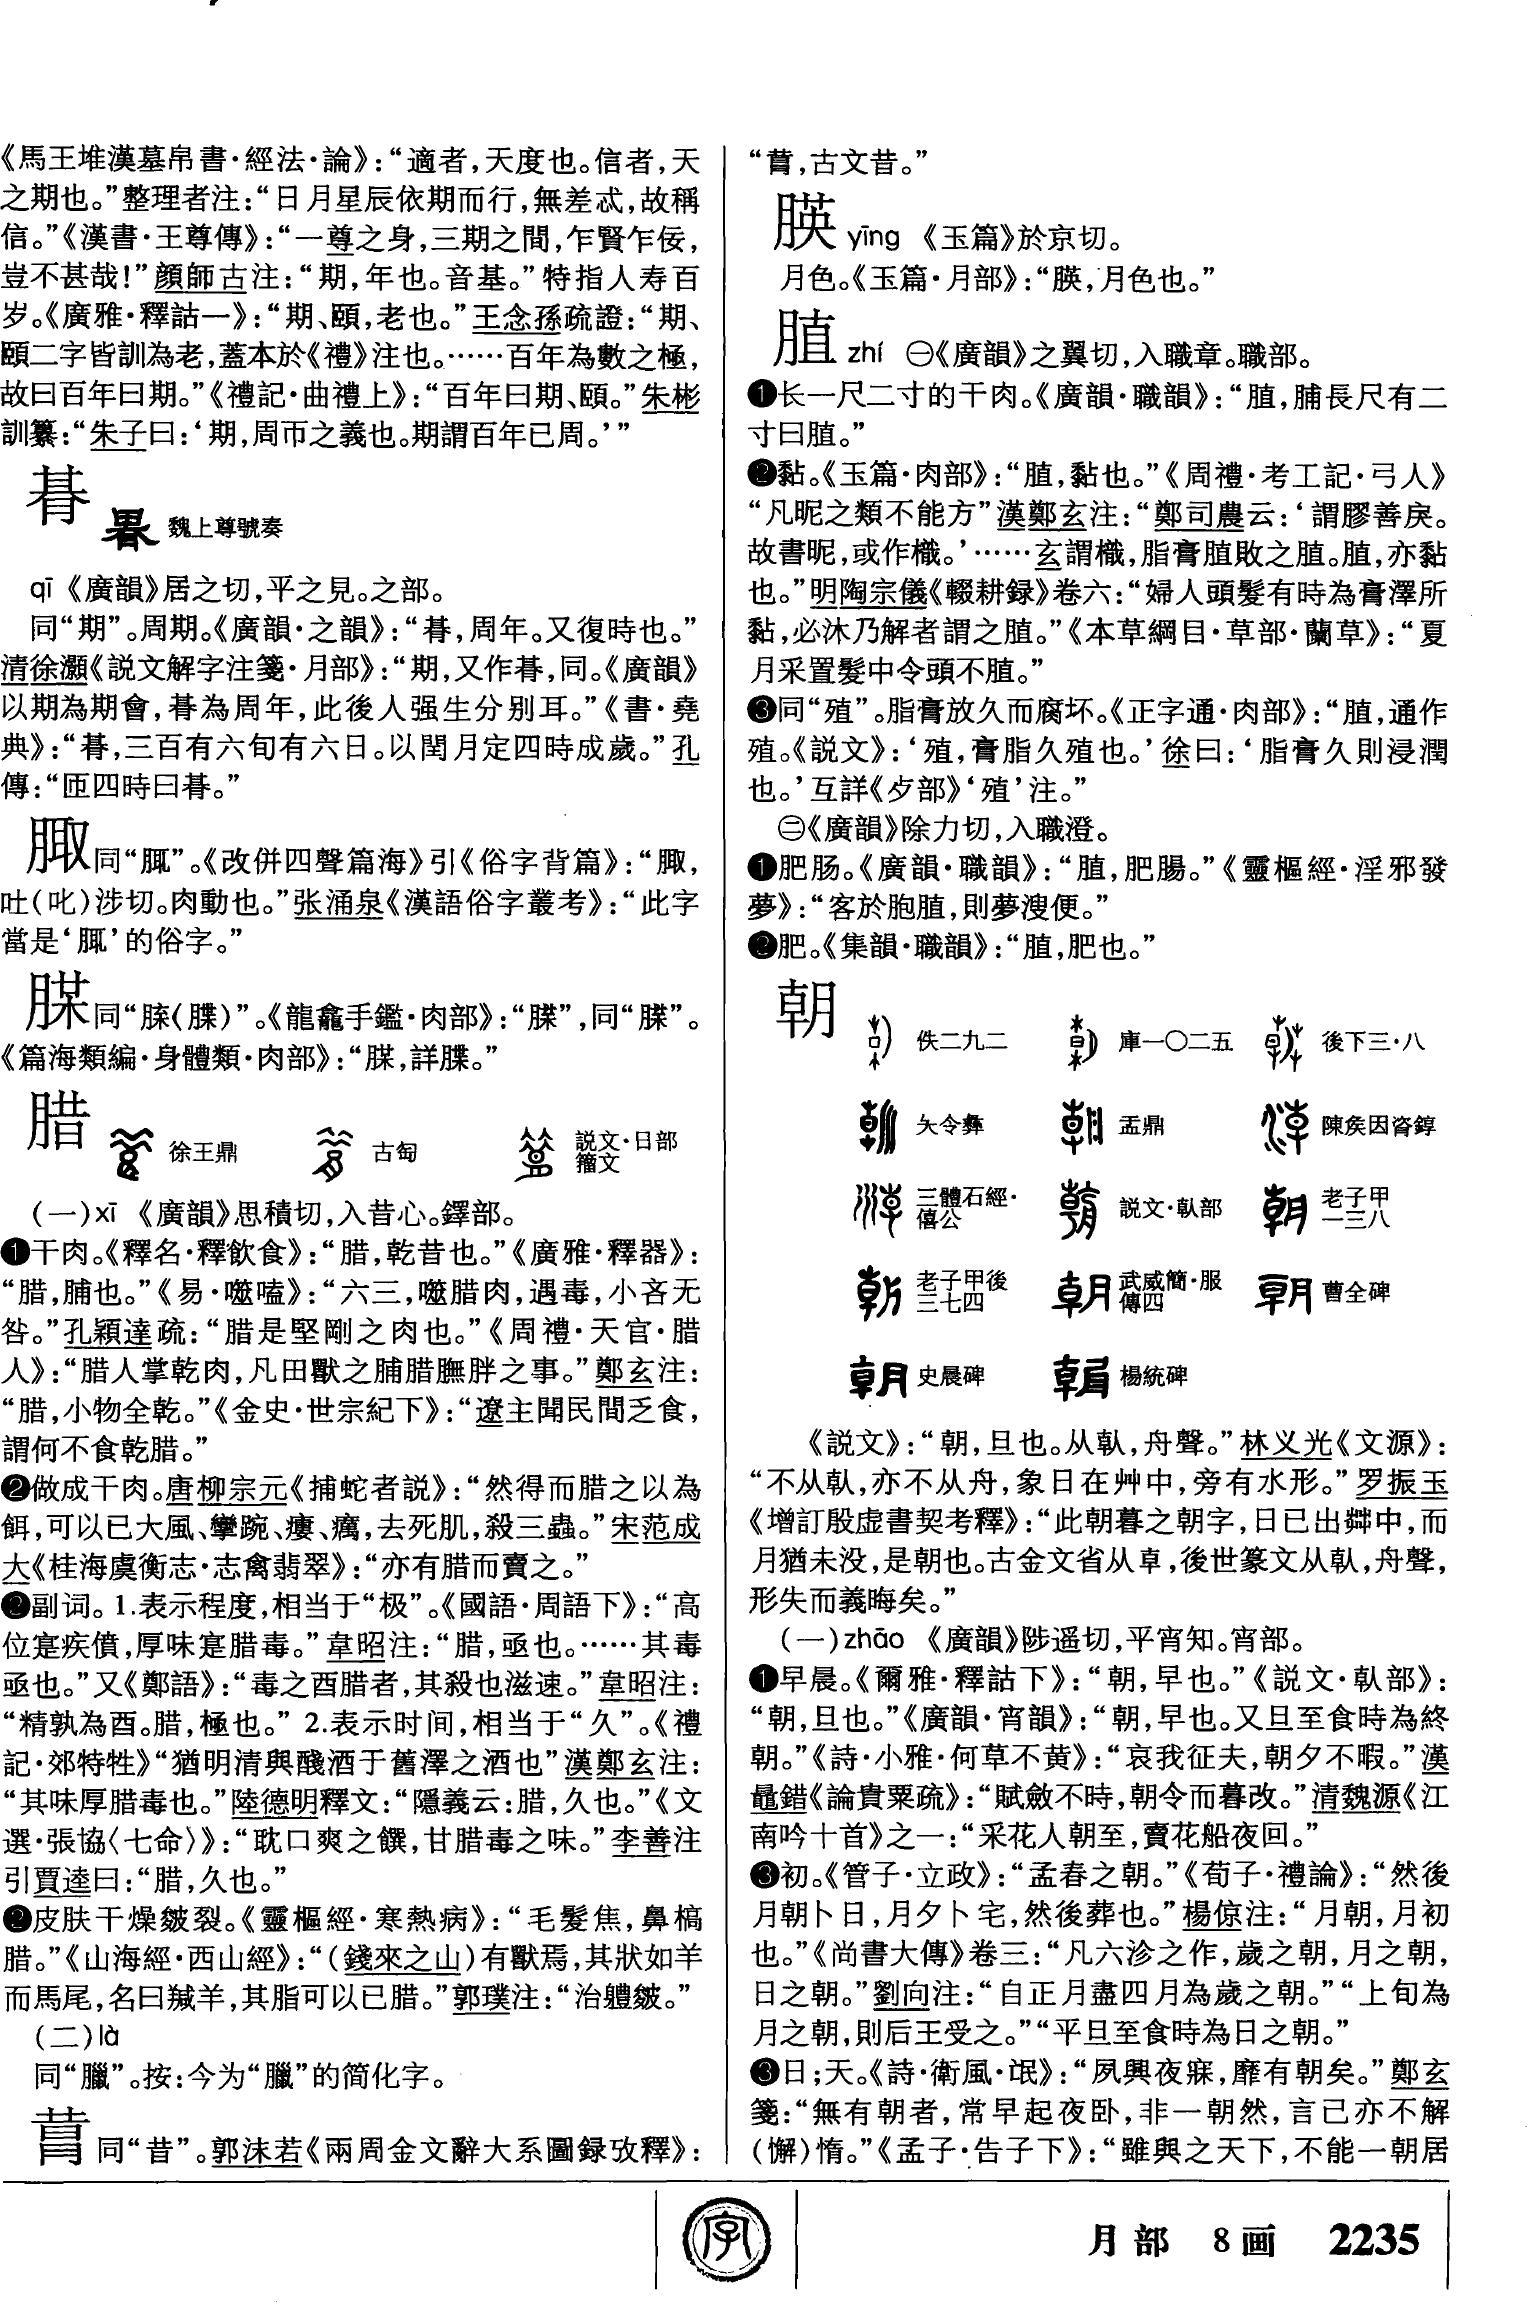 《馬王堆漢墓帛書·經法·論》：“適者，天度也。信者，天
之期也。”整理者注：“日月星辰依期而行，無差忒，故稱
信。”《漢書·王尊傳》：“一尊之身，三期之間，乍賢乍佞，
豈不甚哉！”顔師古注：“期，年也。音基。”特指人寿百
岁。《廣雅·釋詁一》：“期、頤，老也。”王念孫疏證：“期、
頤二字皆訓為老，蓋本於《禮》注也。……百年為數之極，
故曰百年曰期。”《禮記·曲禮上》：“百年曰期、頤。”朱彬
訓纂：“朱子曰：‘期，周帀之義也。期謂百年已周。’”
朞 魏上尊號奏
qī 《廣韻》居之切，平之見。之部。
同“期”。周期。《廣韻·之韻》：“朞，周年。又復時也。”
清徐灝《説文解字注箋·月部》：“期，又作朞，同。《廣韻》
以期為期會，朞為周年，此後人强生分别耳。”《書·堯
典》：“朞，三百有六旬有六日。以閏月定四時成歲。”孔
傳：“匝四時曰朞。”
同“𦛠”。《改併四聲篇海》引《俗字背篇》：“
吐(叱)涉切。肉動也。”张涌泉《漢語俗字叢考》：“此字
當是‘’的俗字。”
腜同“(牒)”。《龍龕手鑑·肉部》：“”，同“”。
《篇海類編·身體類·肉部》：“”
腊 徐王鼎 古匋 説文·日部籀文
(一)xī 《廣韻》思積切，入昔心。鐸部。
❶干肉。《釋名·釋飲食》：“腊，乾昔也。”《廣雅·釋器》：
“腊，脯也。”《易·噬嗑》：“六三，噬腊肉，遇毒，小吝无
咎。”孔穎達疏：“腊是堅剛之肉也。”《周禮·天官·腊
人》：“腊人掌乾肉，凡田獸之脯腊膴胖之事。”鄭玄注：
“腊，小物全乾。”《金史·世宗紀下》：“遼主聞民間乏食，
謂何不食乾腊。”
❷做成干肉。唐柳宗元《捕蛇者説》：“然得而腊之以為
餌，可以已大風、攣踠、瘻、癘，去死肌，殺三蟲。”宋范成
大《桂海虞衡志·志禽翡翠》：“亦有腊而賣之。”
❷副词。1.表示程度，相当于“极”。《國語·周語下》：“高
位寔疾僨，厚味寔腊毒。”韋昭注：“腊，亟也。……其毒
亟也。”又《鄭語》：“毒之酉腊者，其殺也滋速。”韋昭注：
“精孰為酉。腊，極也。” 2.表示时间，相当于“久”。《禮
記·郊特牲》“猶明清與醆酒于舊澤之酒也”漢鄭玄注：
“其味厚腊毒也。”陸德明釋文：“隱義云：腊，久也。”《文
選·張協〈七命〉》：“耽口爽之饌，甘腊毒之味。”李善注
引賈逵曰：“腊，久也。”
❷皮肤干燥皴裂。《靈樞經·寒熱病》：“毛髮焦，鼻槁
腊。”《山海經·西山經》：“(錢來之山)有獸焉，其狀如羊
而馬尾，名曰羬羊，其脂可以已腊。”郭璞注：“治體皴。”
(二)là
同“臘”。按：今为“臘”的简化字。
同“昔”。郭沫若《兩周金文辭大系圖録攷釋》：
“，古文昔。”
朠 yīng 《玉篇》於京切。
月色。《玉篇·月部》：“朠，月色也。”
膱 zhí ㊀《廣韻》之翼切，入職章。職部。
❶长一尺二寸的干肉。《廣韻·職韻》：“脜，脯長尺有二
寸曰。”
❷黏。《玉篇·肉部》：“，黏也。”《周禮·考工記·弓人》
“凡昵之類不能方”漢鄭玄注：“鄭司農云：‘謂膠善戾。
故書昵，或作樴。’……玄謂樴，脂膏腝敗之。，亦黏
也。”明陶宗儀《輟耕録》卷六：“婦人頭髮有時為膏澤所
黏，必沐乃解者謂之。”《本草綱目·草部·蘭草》：“夏
月采置髮中令頭不。”
❸同“殖”。脂膏放久而腐坏。《正字通·肉部》：“，通作
殖。《説文》：‘殖，膏脂久殖也。’徐曰：‘脂膏久則浸潤
也。’互詳《歹部》‘殖’注。”
㊁《廣韻》除力切，入職澄。
❶肥肠。《廣韻·職韻》：“，肥腸。”《靈樞經·淫邪發
夢》：“客於胞，則夢溲便。”
❷肥。《集韻·職韻》：“，肥也。”
朝 佚二九二 庫一〇二五 後下三·八
夨令彝 盂鼎 陳矦因𦦲錞
三體石經·僖公 説文·倝部 老子甲一三八
老子甲後三七四 武威簡·服傳四 曹全碑
史晨碑 楊統碑
《説文》：“朝，旦也。从倝，舟聲。”林义光《文源》：
“不从倝，亦不从舟，象日在艸中，旁有水形。”罗振玉
《增訂殷虚書契考釋》：“此朝暮之朝字，日已出茻中，而
月猶未没，是朝也。古金文省从𠦝，後世篆文从倝，舟聲，
形失而義晦矣。”
(一)zhāo 《廣韻》陟遥切，平宵知。宵部。
❶早晨。《爾雅·釋詁下》：“朝，早也。”《説文·倝部》：
“朝，旦也。”《廣韻·宵韻》：“朝，早也。又旦至食時為終
朝。”《詩·小雅·何草不黄》：“哀我征夫，朝夕不暇。”漢
鼂錯《論貴粟疏》：“賦斂不時，朝令而暮改。”清魏源《江
南吟十首》之一：“采花人朝至，賣花船夜回。”
❸初。《管子·立政》：“孟春之朝。”《荀子·禮論》：“然後
月朝卜日，月夕卜宅，然後葬也。”楊倞注：“月朝，月初
也。”《尚書大傳》卷三：“凡六沴之作，歲之朝，月之朝，
日之朝。”劉向注：“自正月盡四月為歲之朝。”“上旬為
月之朝，則后王受之。”“平旦至食時為日之朝。”
❸日；天。《詩·衛風·氓》：“夙興夜寐，靡有朝矣。”鄭玄
箋：“無有朝者，常早起夜卧，非一朝然，言已亦不解
(懈)惰。”《孟子·告子下》：“雖與之天下，不能一朝居
字
月部 8画 2235